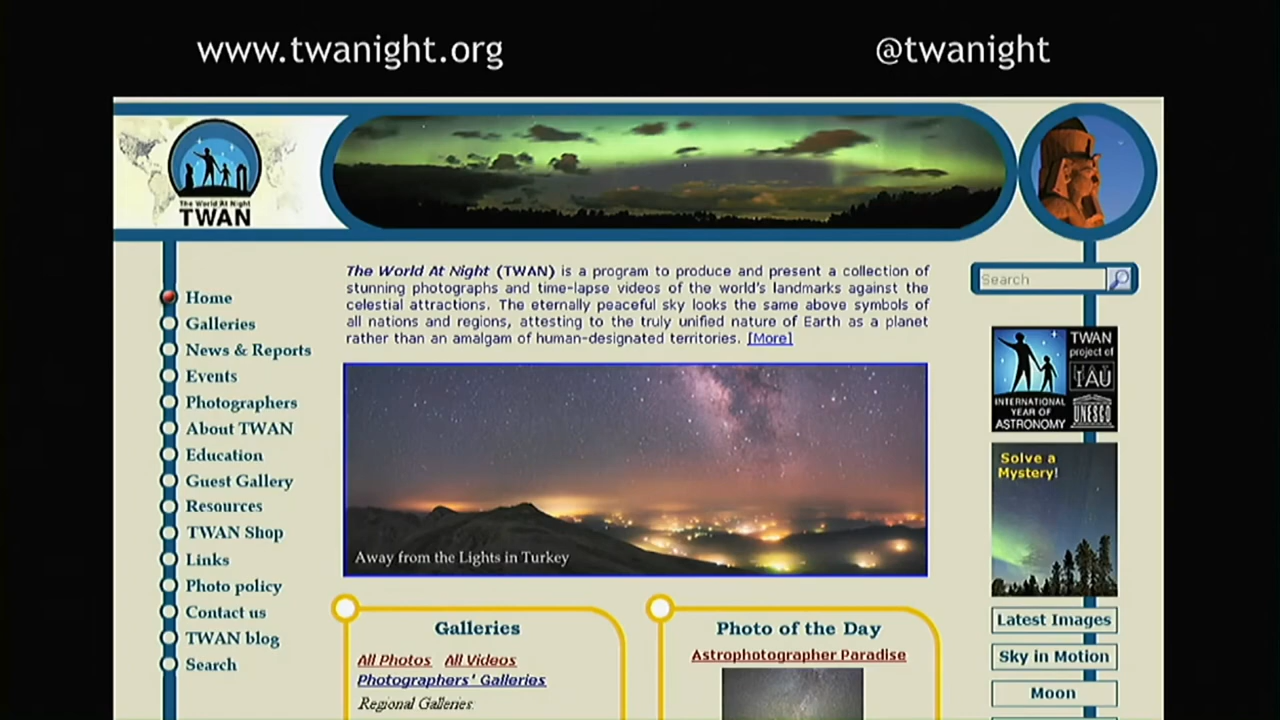 www.twanight.org
@twanight
The World At Night
TWAN
The World At Night (TWAN) is a program to produce and present a collection of
stunning photographs and time-lapse videos of the world's landmarks against the
celestial attractions. The eternally peaceful sky looks the same above symbols of
all nations and regions, attesting to the truly unified nature of Earth as a planet
rather than an amalgam of human-designated territories. [More]
Search
Home
Galleries
News & Reports
Events
Photographers
About TWAN
Education
Guest Gallery
Resources
TWAN Shop
Links
Photo policy
Contact us
TWAN blog
Search
Away from the Lights in Turkey
TWAN
project of
IAU
INTERNATIONAL
YEAR OF
ASTRONOMY
UNESCO
Solve a
Mystery!
Latest Images
Sky in Motion
Moon
Galleries
All Photos All Videos
Photographers' Galleries
Regional Galleries:
Photo of the Day
Astrophotographer Paradise